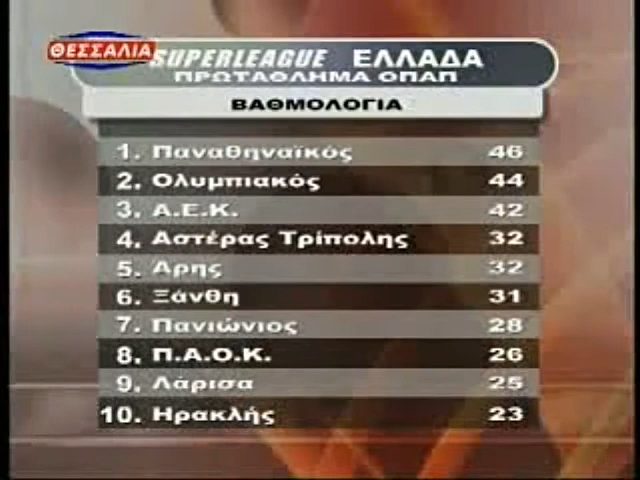 ΘΕΣΣΑΛΙΑ
SUPERLEAGUE ΕΛΛΑΔΑ
ΠΡΩΤΑΘΛΗΜΑ ΟΠΑΠ
ΒΑΘΜΟΛΟΓΙΑ
1. Παναθηναϊκός 46
2. Ολυμπιακός 44
3. Α.Ε.Κ. 42
4. Αστέρας Τρίπολης 32
5. Άρης 32
6. Ξάνθη 31
7. Πανιώνιος 28
8. Π.Α.Ο.Κ. 26
9. Λάρισα 25
10. Ηρακλής 23